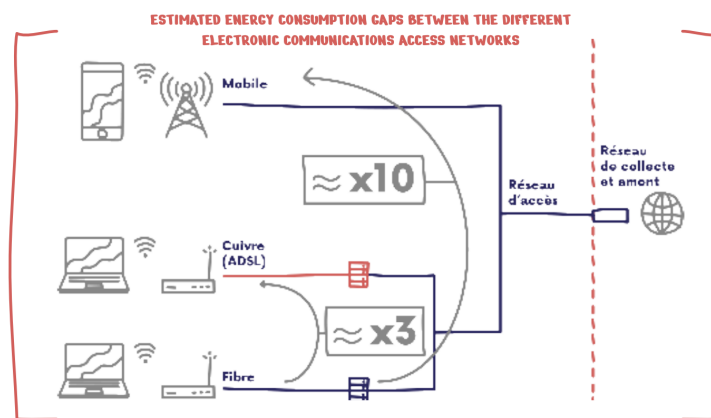 ESTIMATED ENERGY CONSUMPTION GAPS BETWEEN THE DIFFERENT
ELECTRONIC COMMUNICATIONS ACCESS NETWORKS
Mobile
≈ x10
Réseau
d'accès
Réseau
de collecte
et amont
Cuivre
(ADSL)
≈ x3
Fibre